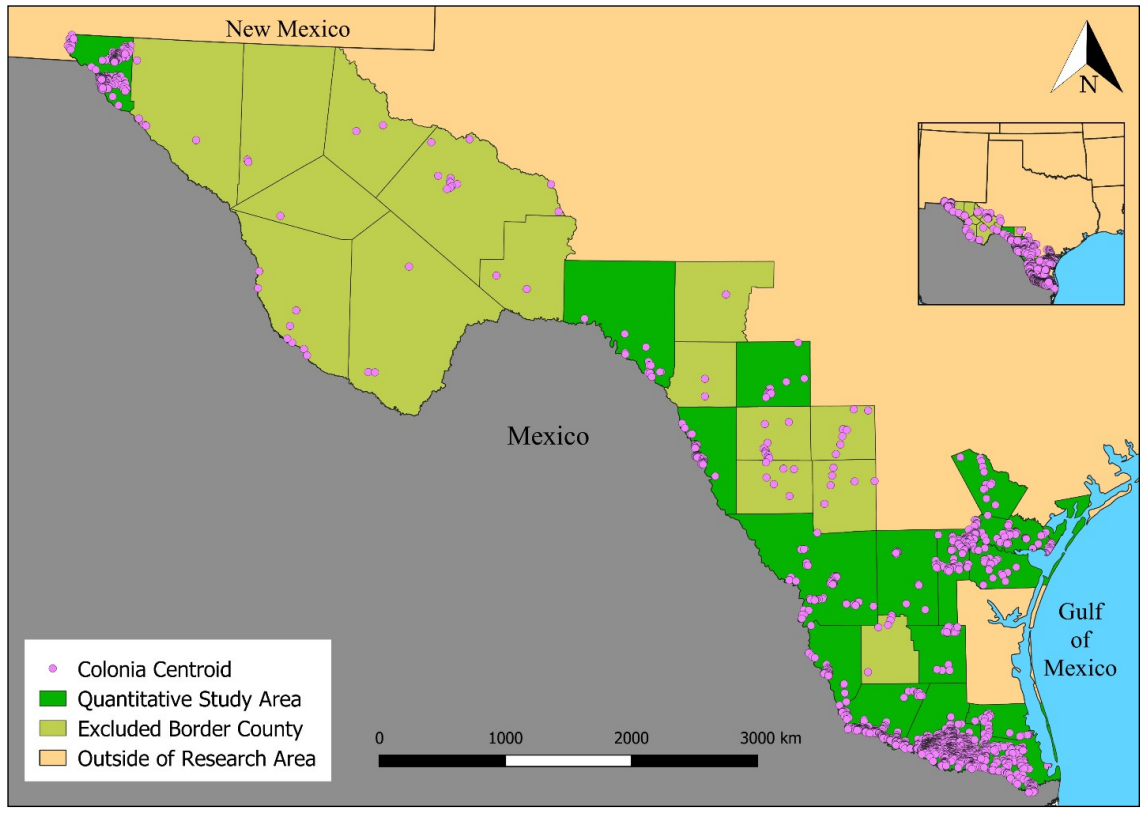 New Mexico
N
Mexico
Gulf
of
Mexico
Colonia Centroid
Quantitative Study Area
Excluded Border County
Outside of Research Area
0 1000 2000 3000 km